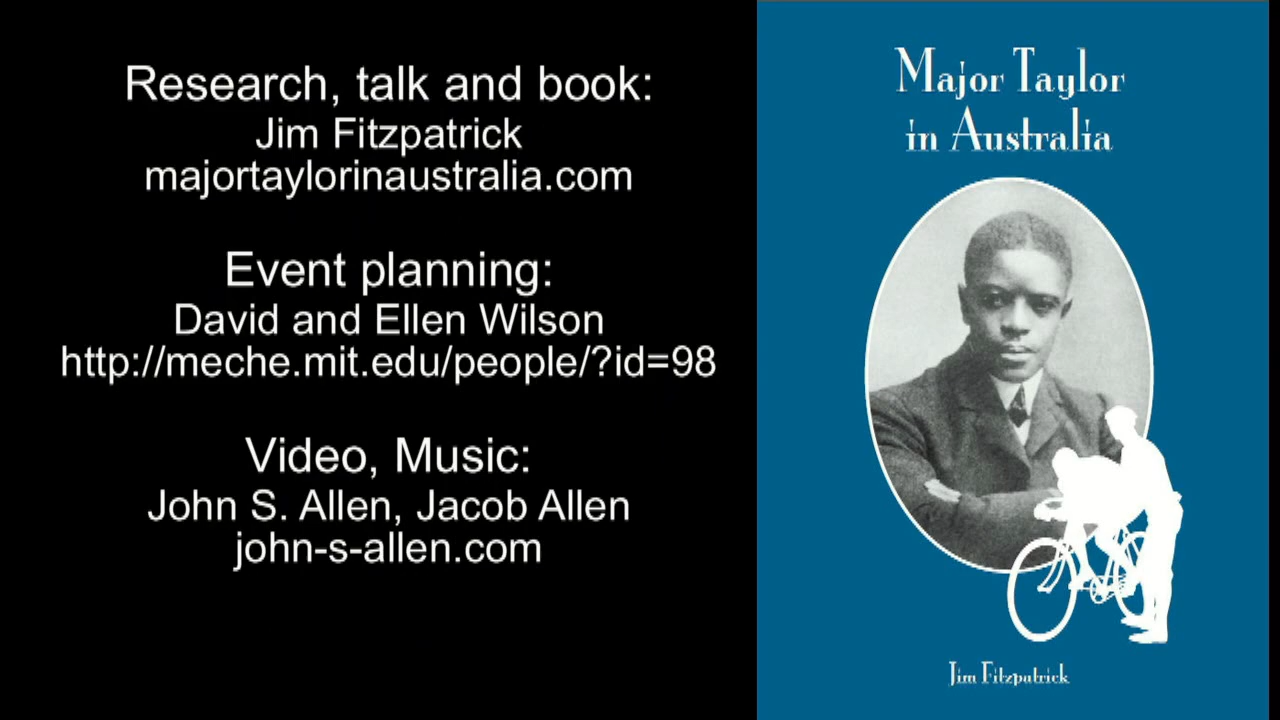 Research, talk and book:
Jim Fitzpatrick
majortaylorinaustralia.com
Event planning:
David and Ellen Wilson
http://meche.mit.edu/people/?id=98
Video, Music:
John S. Allen, Jacob Allen
john-s-allen.com
Major Taylor
in Australia
Jim Fitzpatrick